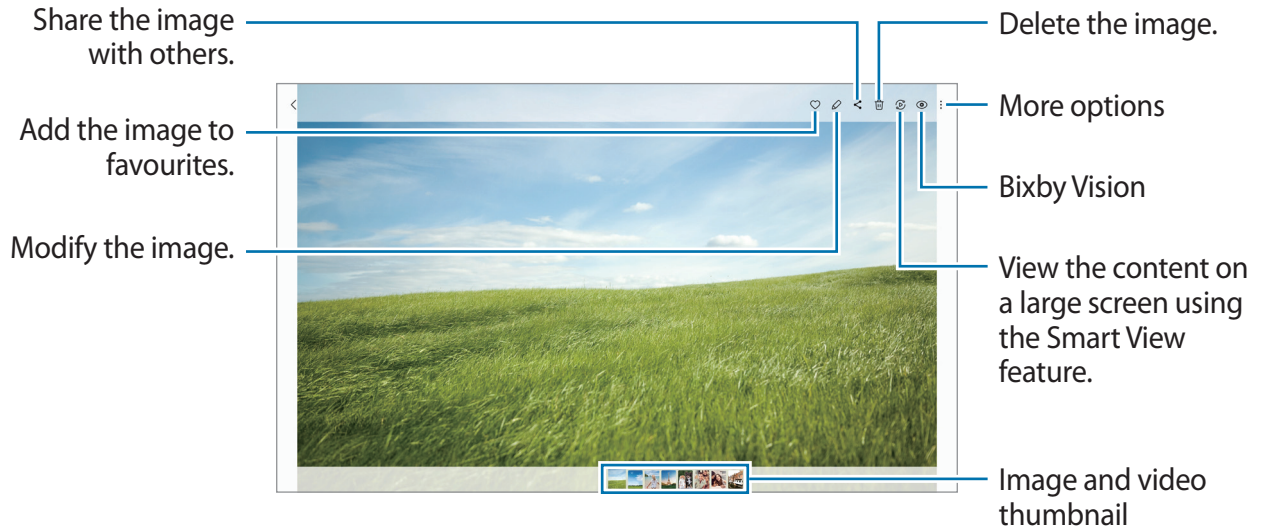 Share the image
with others.
Add the image to
favourites.
Modify the image.
Delete the image.
More options
Bixby Vision
View the content on
a large screen using
the Smart View
feature.
Image and video
thumbnail